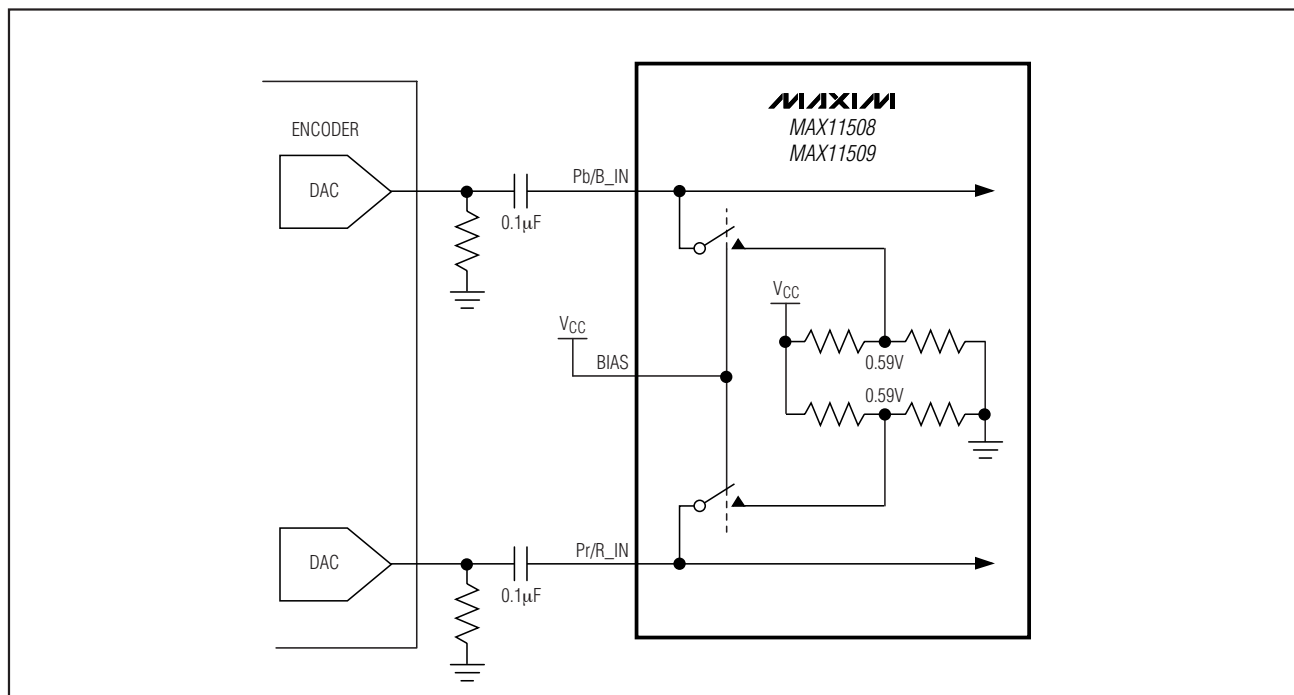 MAXIM
MAX11508
MAX11509
ENCODER
DAC
Pb/B_IN
0.1μF
VCC
VCC
BIAS
0.59V
0.59V
DAC
Pr/R_IN
0.1μF